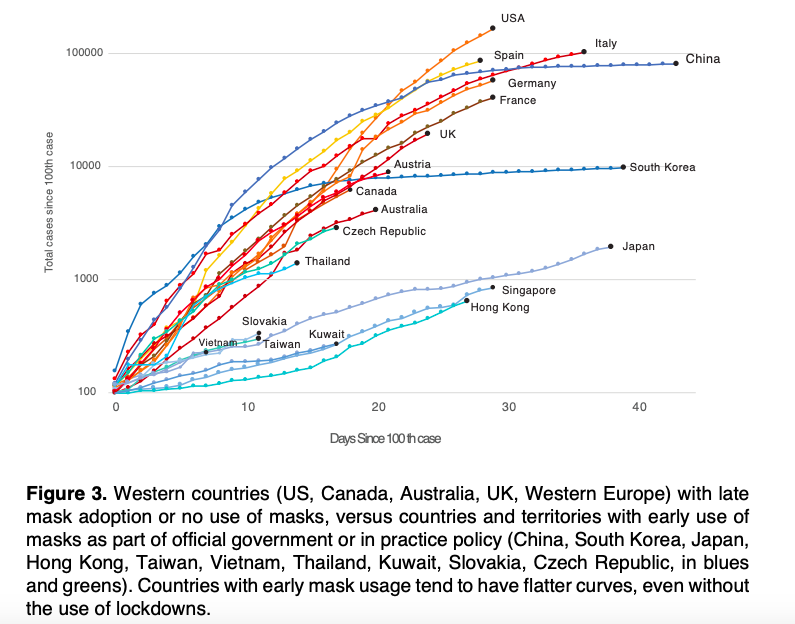 USA
Italy
100000
Spain
China
Germany
France
UK
10000
Austria
South Korea
Canada
Australia
Czech Republic
Japan
Thailand
1000
Singapore
Hong Kong
Slovakia
Kuwait
Vietnam
Taiwan
100
Total cases since 100th case
0
10
20
30
40
Days Since 100 th case
Figure 3. Western countries (US, Canada, Australia, UK, Western Europe) with late
mask adoption or no use of masks, versus countries and territories with early use of
masks as part of official government or in practice policy (China, South Korea, Japan,
Hong Kong, Taiwan, Vietnam, Thailand, Kuwait, Slovakia, Czech Republic, in blues
and greens). Countries with early mask usage tend to have flatter curves, even without
the use of lockdowns.